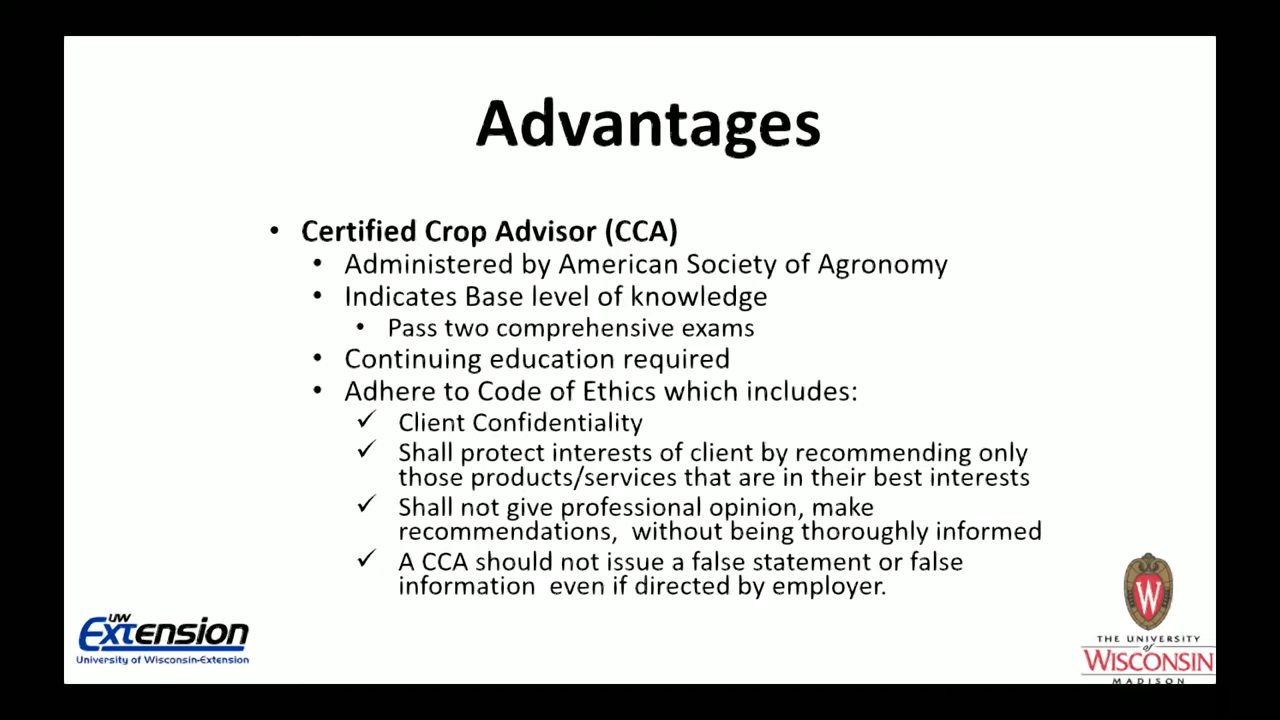 Advantages
• Certified Crop Advisor (CCA)
• Administered by American Society of Agronomy
• Indicates Base level of knowledge
• Pass two comprehensive exams
• Continuing education required
• Adhere to Code of Ethics which includes:
✓ Client Confidentiality
✓ Shall protect interests of client by recommending only
those products/services that are in their best interests
✓ Shall not give professional opinion, make
recommendations,  without being thoroughly informed
✓ A CCA should not issue a false statement or false
information  even if directed by employer.
UW
Extension
University of Wisconsin-Extension
W
THE UNIVERSITY
of
WISCONSIN
MADISON